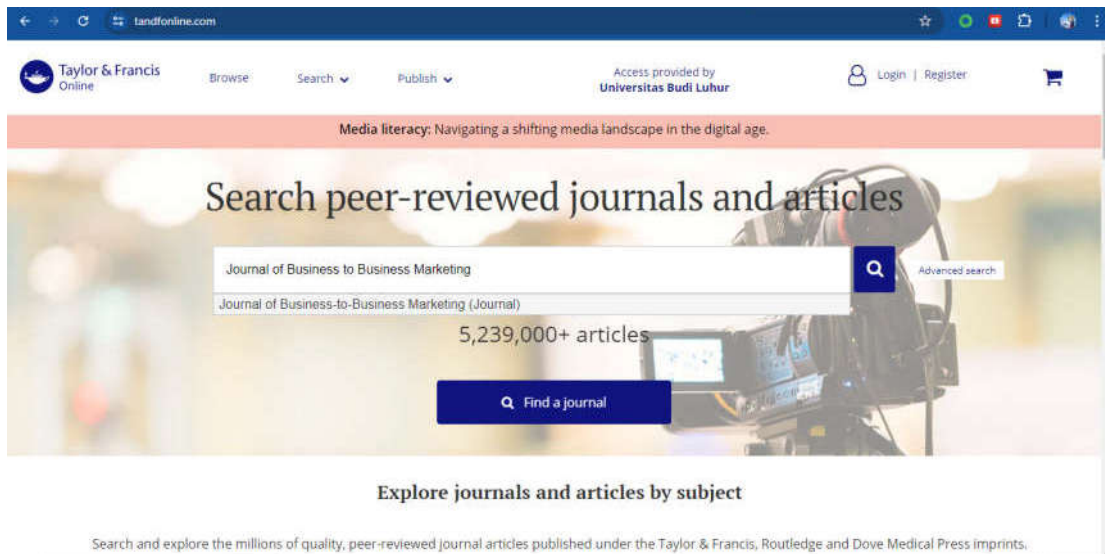 tandfonline.com
Taylor & Francis
Online
Browse
Search
Publish
Access provided by
Universitas Budi Luhur
Login | Register
Media literacy: Navigating a shifting media landscape in the digital age.
Search peer-reviewed journals and articles
Journal of Business to Business Marketing
Advanced search
Journal of Business-to-Business Marketing (Journal)
5,239,000+ articles
Find a journal
Explore journals and articles by subject
Search and explore the millions of quality, peer-reviewed journal articles published under the Taylor & Francis, Routledge and Dove Medical Press imprints.